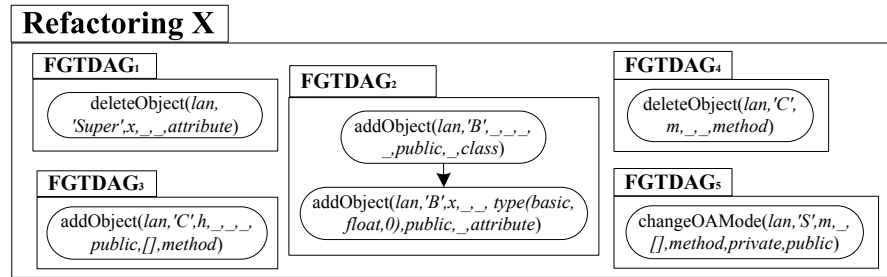 Refactoring X
FGTDAG1
deleteObject(lan,
'Super',x,_,_,attribute)
FGTDAG2
addObject(lan,'B',_,_,_,
_,public,_,class)
addObject(lan,'B',x,_,_, type(basic,
float,0),public,_,attribute)
FGTDAG4
deleteObject(lan,'C',
m,_,_,method)
FGTDAG3
addObject(lan,'C',h,_,_,_,
public,[],method)
FGTDAG5
changeOAMode(lan,'S',m,_,
[],method,private,public)